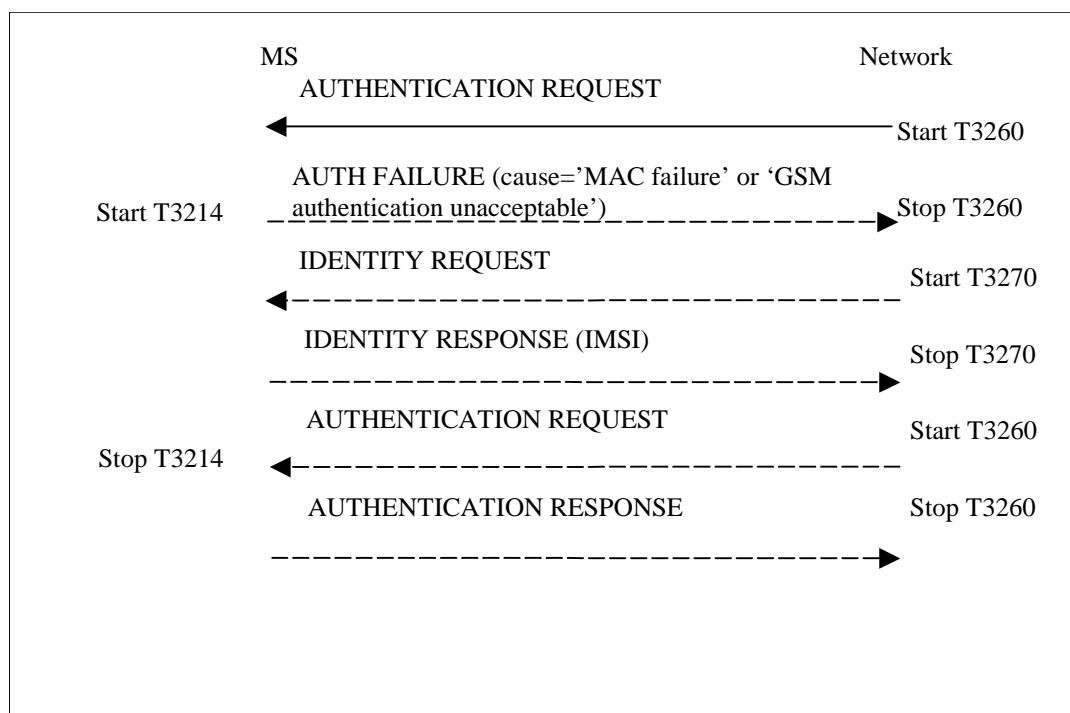 MS Network
AUTHENTICATION REQUEST
Start T3260
AUTH FAILURE (cause=’MAC failure’ or ‘GSM
authentication unacceptable’)
Start T3214
Stop T3260
IDENTITY REQUEST
Start T3270
IDENTITY RESPONSE (IMSI)
Stop T3270
AUTHENTICATION REQUEST
Start T3260
Stop T3214
AUTHENTICATION RESPONSE
Stop T3260